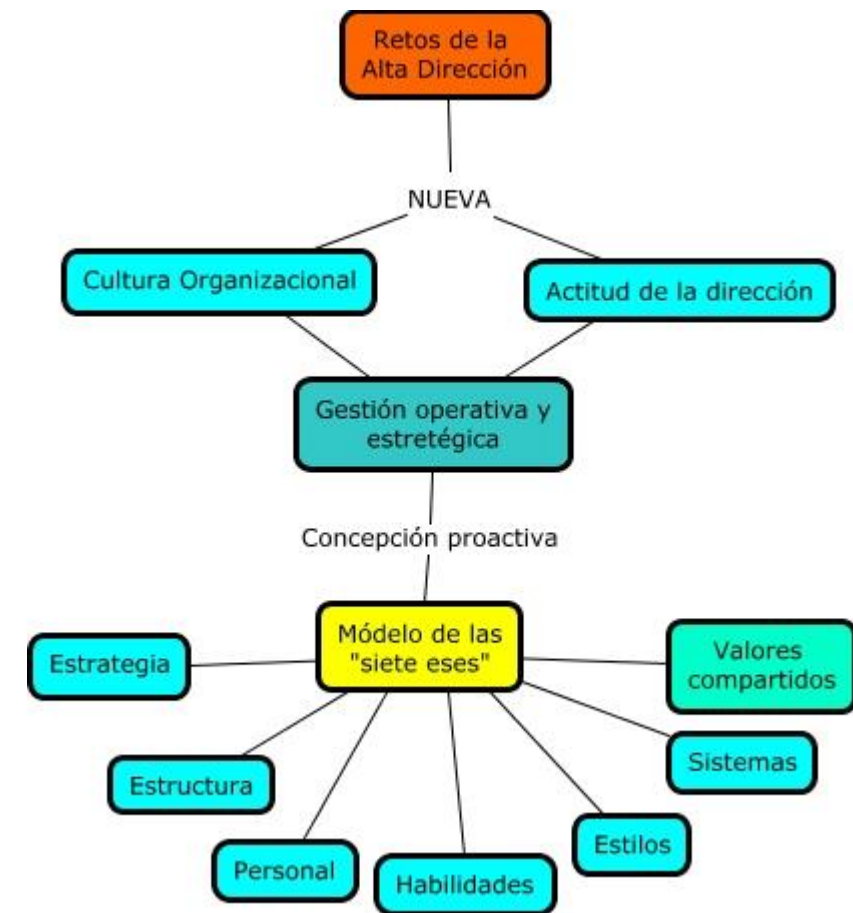 Retos de la
Alta Dirección
NUEVA
Cultura Organizacional
Actitud de la dirección
Gestión operativa y
estretégica
Concepción proactiva
Módelo de las
"siete eses"
Estrategia
Valores
compartidos
Estructura
Sistemas
Personal
Habilidades
Estilos